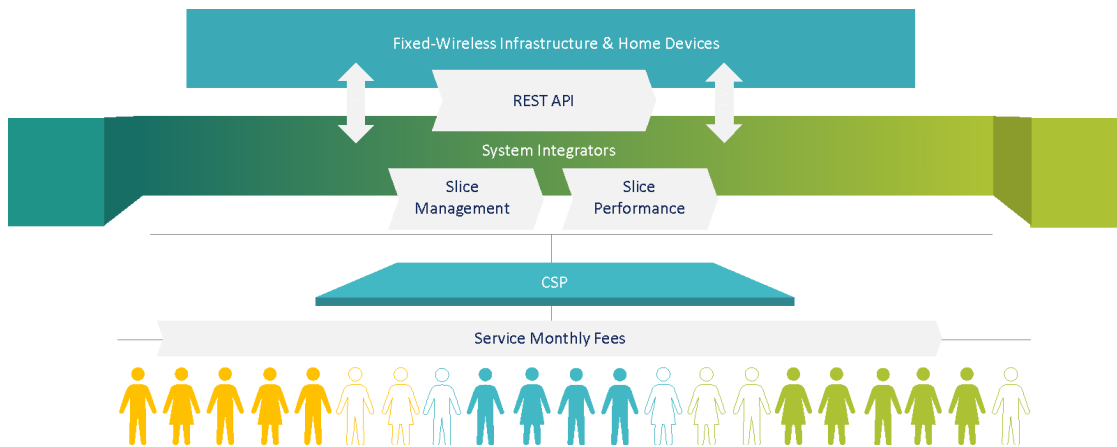 Fixed-Wireless Infrastructure & Home Devices
REST API
System Integrators
Slice
Management
Slice
Performance
CSP
Service Monthly Fees